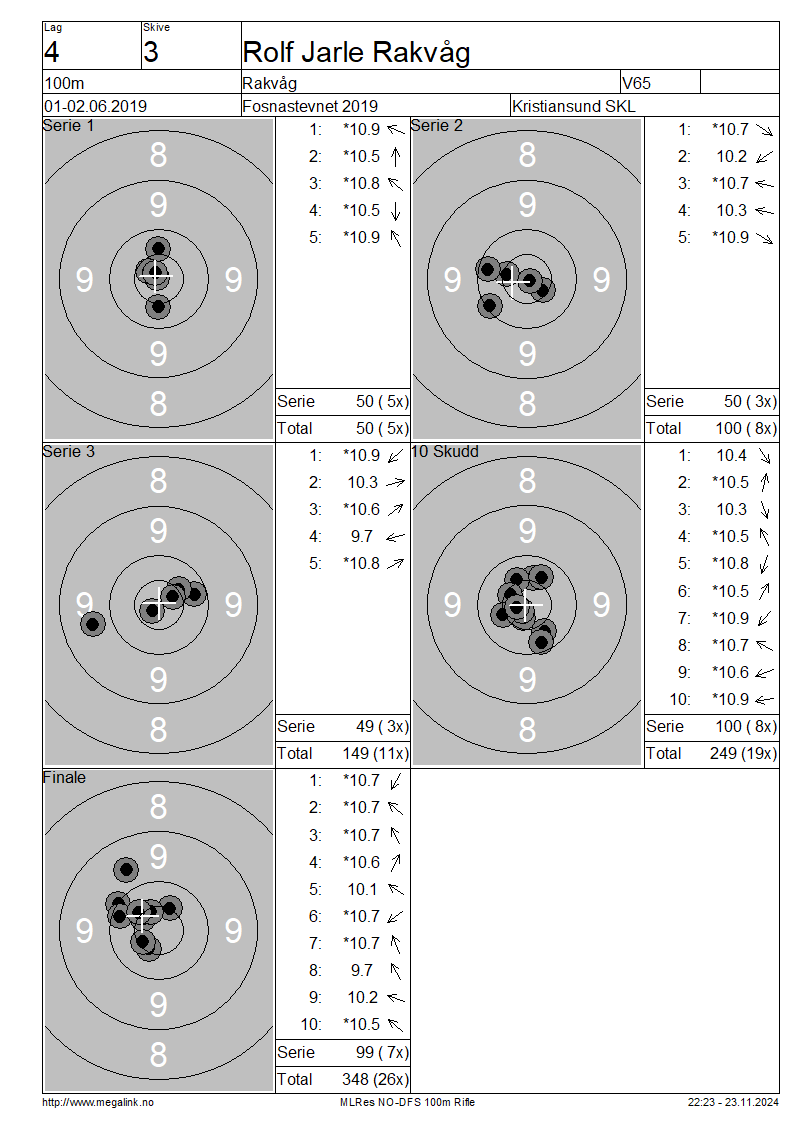 Lag
Skive
4
3
Rolf Jarle Rakvåg
100m
Rakvåg
V65
01-02.06.2019
Fosnastevnet 2019
Kristiansund SKL
Serie 1
8
9
9
9
9
8
1: *10.9
2: *10.5
3: *10.8
4: *10.5
5: *10.9
Serie 50 ( 5x)
Total 50 ( 5x)
Serie 2
8
9
9
9
9
8
1: *10.7
2: 10.2
3: *10.7
4: 10.3
5: *10.9
Serie 50 ( 3x)
Total 100 ( 8x)
Serie 3
8
9
9
9
9
8
1: *10.9
2: 10.3
3: *10.6
4: 9.7
5: *10.8
Serie 49 ( 3x)
Total 149 (11x)
10 Skudd
8
9
9
9
9
8
1: 10.4
2: *10.5
3: 10.3
4: *10.5
5: *10.8
6: *10.5
7: *10.9
8: *10.7
9: *10.6
10: *10.9
Serie 100 ( 8x)
Total 249 (19x)
Finale
8
9
9
9
9
8
1: *10.7
2: *10.7
3: *10.7
4: *10.6
5: 10.1
6: *10.7
7: *10.7
8: 9.7
9: 10.2
10: *10.5
Serie 99 ( 7x)
Total 348 (26x)
http://www.megalink.no
MLRes NO-DFS 100m Rifle
22:23 - 23.11.2024